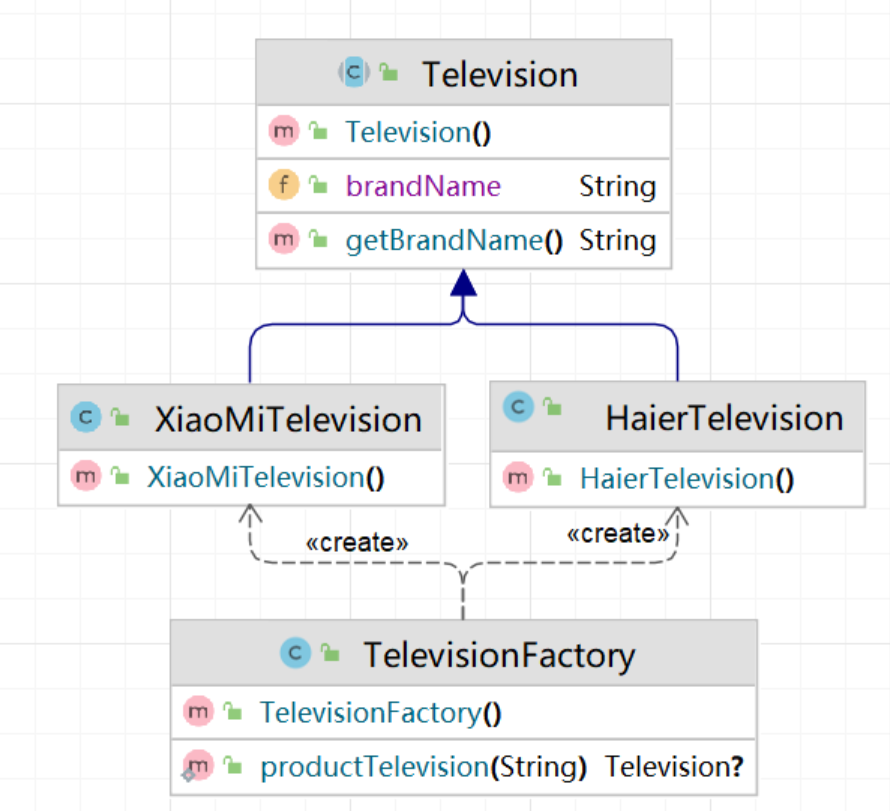 Television
Television()
brandName String
getBrandName() String
XiaoMiTelevision
XiaoMiTelevision()
HaierTelevision
HaierTelevision()
«create»
«create»
TelevisionFactory
TelevisionFactory()
productTelevision(String) Television?